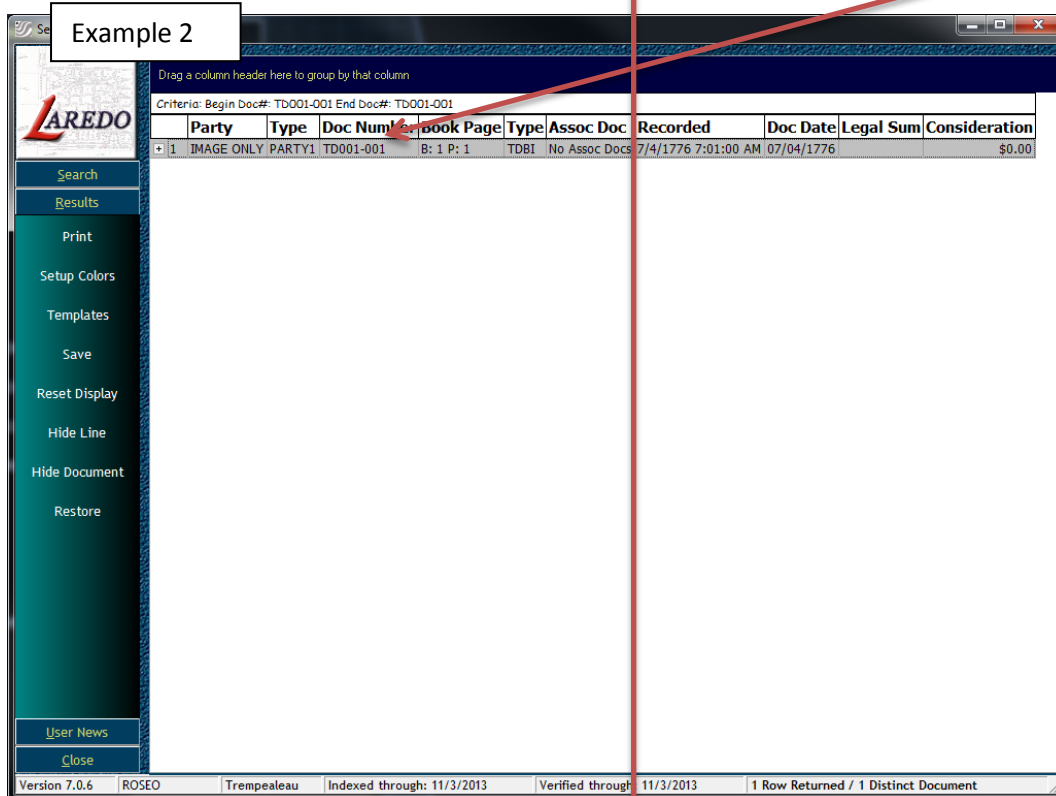 Se
Example 2
Drag a column header here to group by that column
Criteria: Begin Doc#: TD001-001 End Doc#: TD001-001
LAREDO
Party Type Doc Number Book Page Type Assoc Doc Recorded Doc Date Legal Sum Consideration
1 IMAGE ONLY PARTY1 TD001-001 B: 1 P: 1 TDBI No Assoc Docs 7/4/1776 7:01:00 AM 07/04/1776 $0.00
Search
Results
Print
Setup Colors
Templates
Save
Reset Display
Hide Line
Hide Document
Restore
User News
Close
Version 7.0.6 ROSEO Trempealeau Indexed through: 11/3/2013 Verified through 11/3/2013 1 Row Returned / 1 Distinct Document